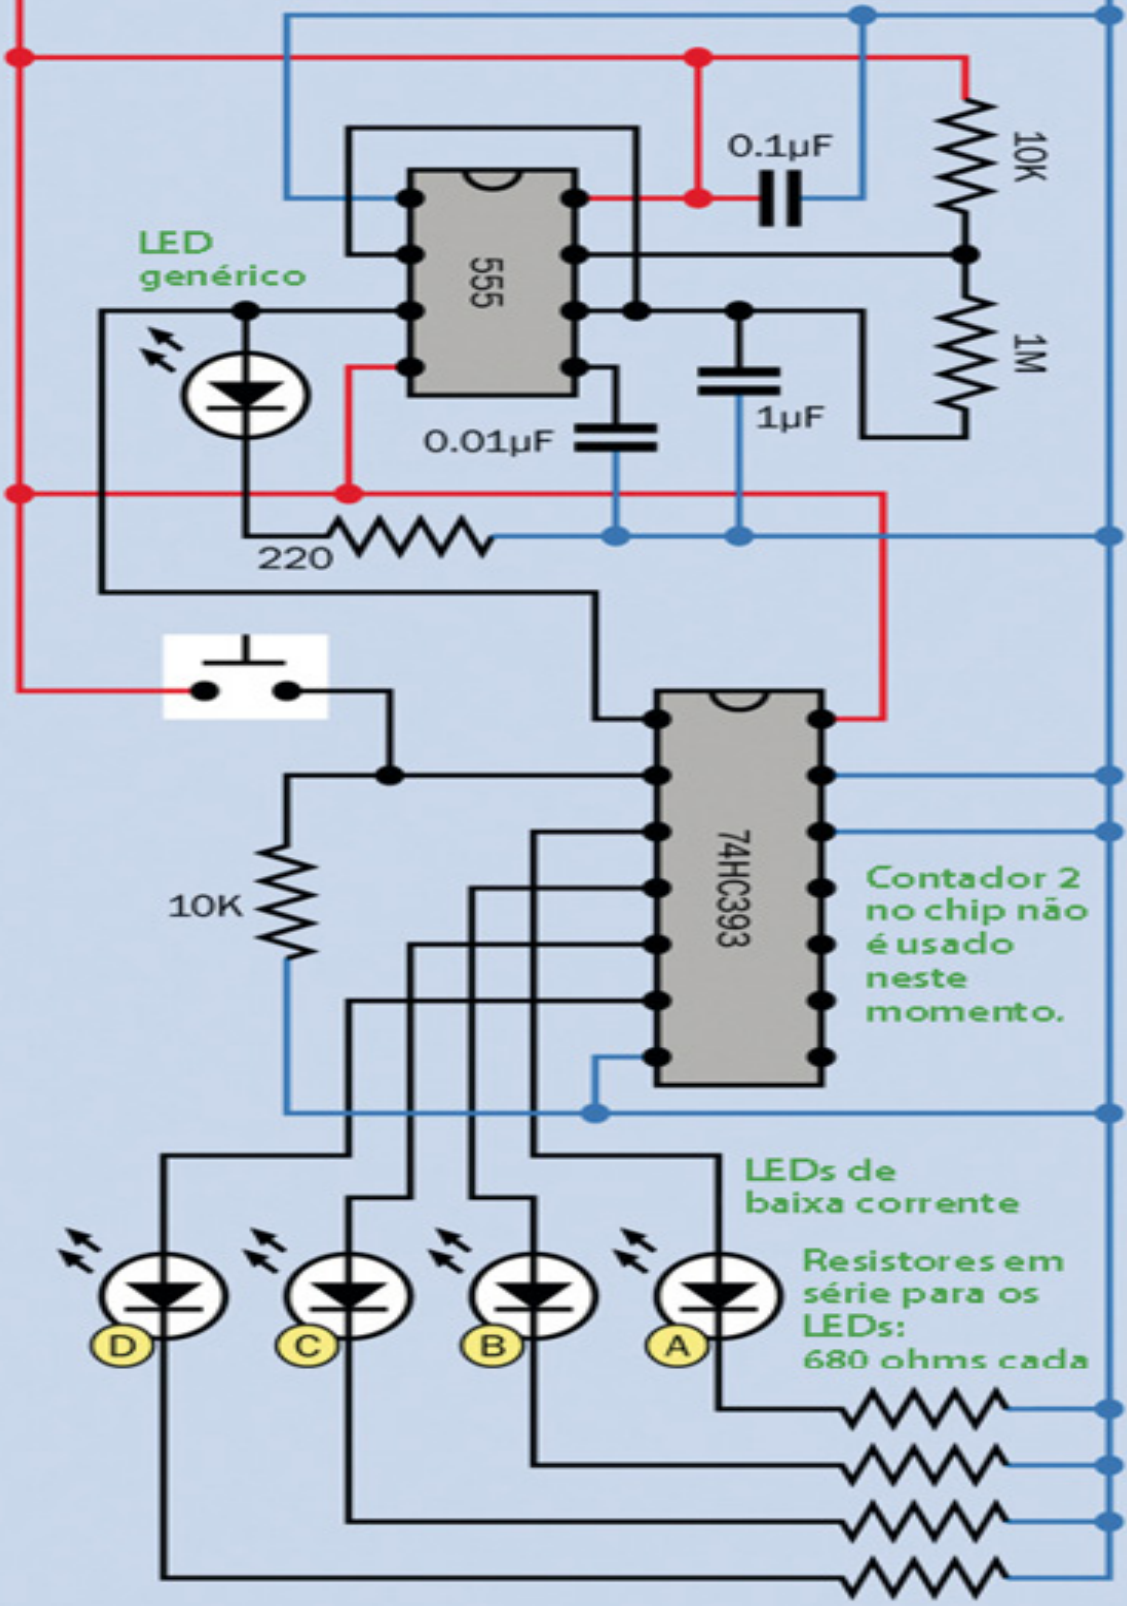 0.1µF
10K
LED
genérico
555
1M
0.01µF
1µF
220
74HC393
10K
Contador 2
no chip não
é usado
neste
momento.
LEDs de
baixa corrente
Resistores em
série para os
LEDs:
680 ohms cada
D
C
B
A